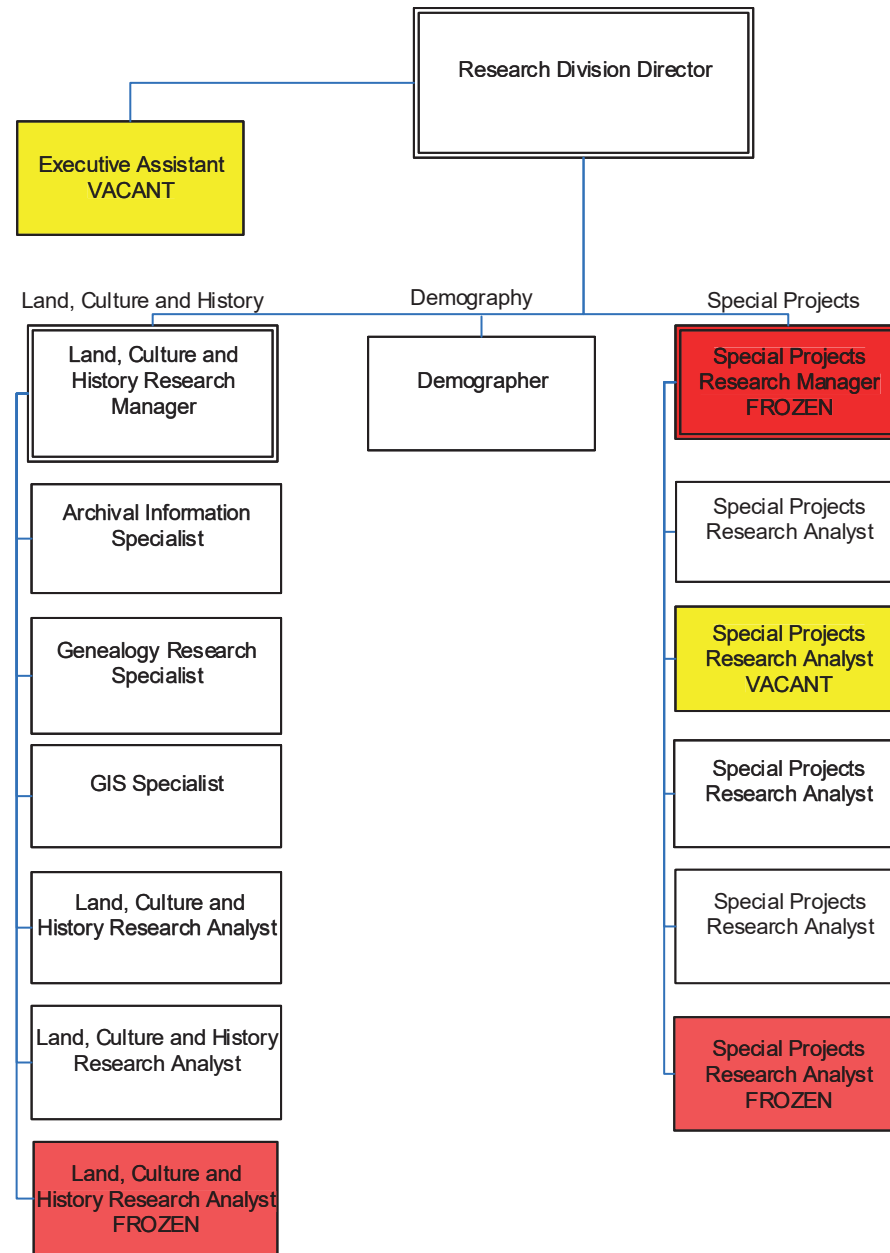 Research Division Director
Executive Assistant
VACANT
Land, Culture and History
Demography
Special Projects
Land, Culture and
History Research
Manager
Demographer
Special Projects
Research Manager
FROZEN
Archival Information
Specialist
Special Projects
Research Analyst
Genealogy Research
Specialist
Special Projects
Research Analyst
VACANT
GIS Specialist
Special Projects
Research Analyst
Land, Culture and
History Research Analyst
Special Projects
Research Analyst
Land, Culture and History
Research Analyst
Special Projects
Research Analyst
FROZEN
Land, Culture and
History Research Analyst
FROZEN